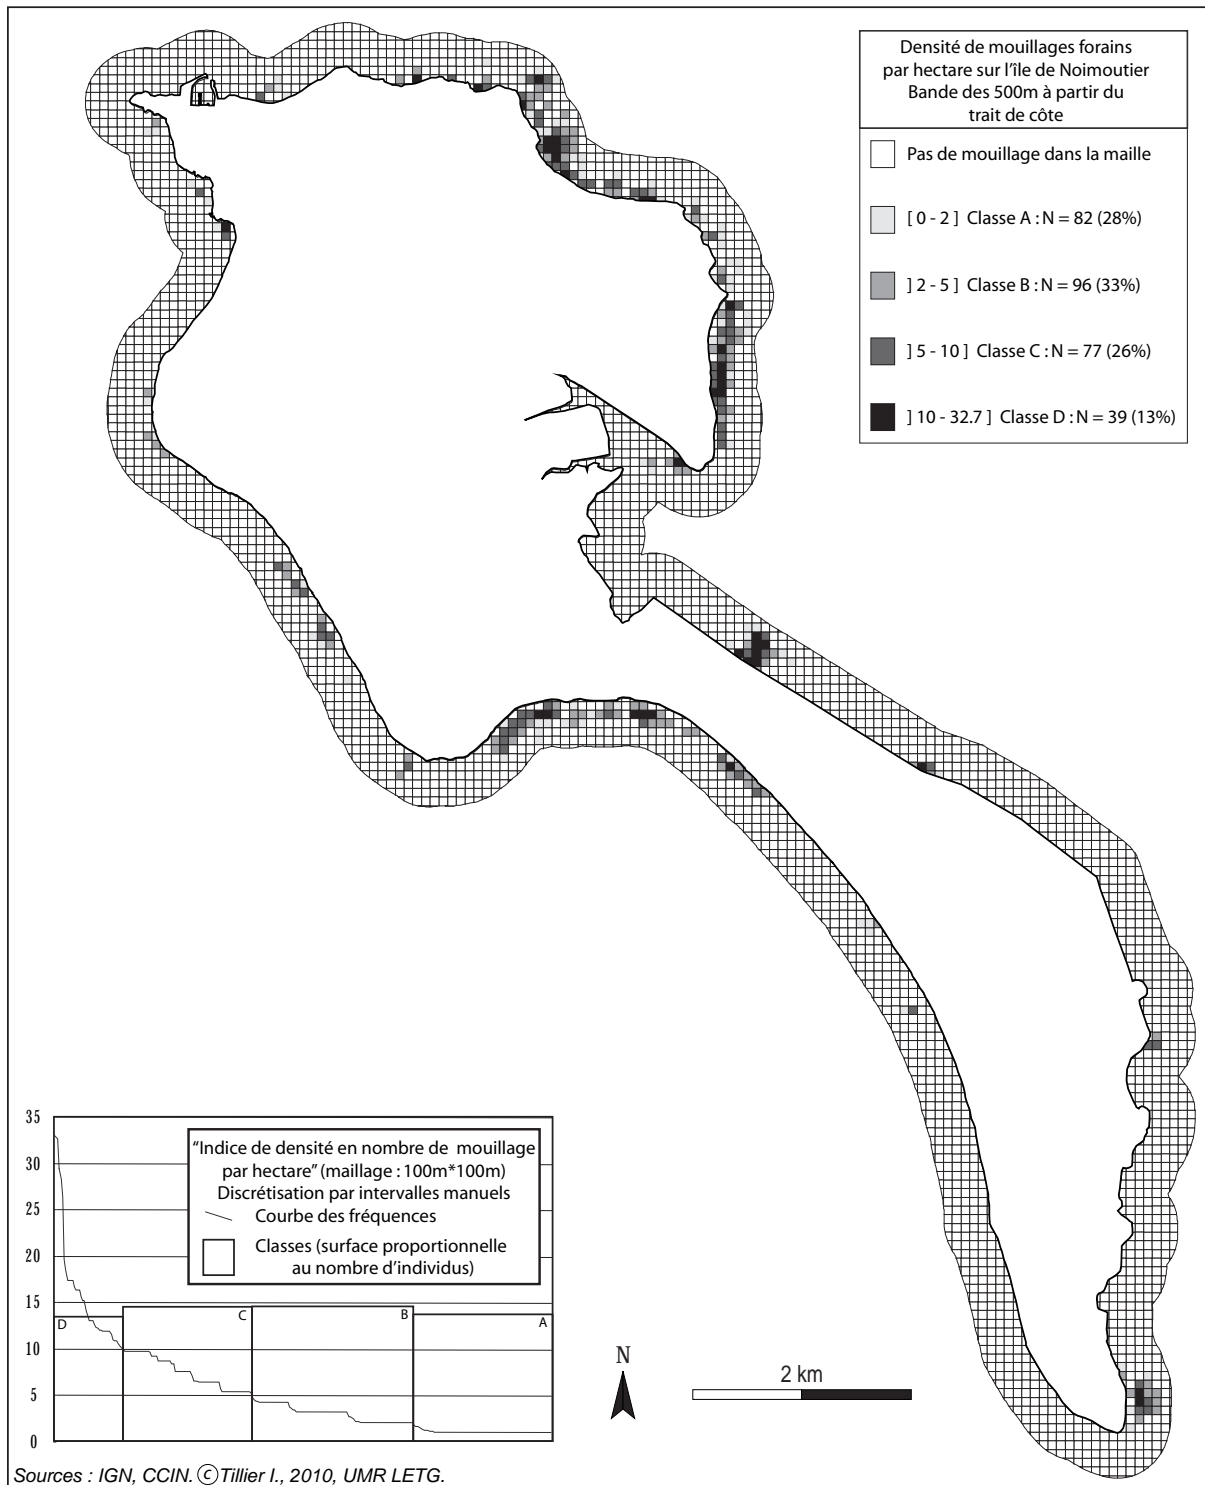 Densité de mouillages forains
par hectare sur l'île de Noimoutier
Bande des 500m à partir du
trait de côte
Pas de mouillage dans la maille
[ 0 - 2 ] Classe A : N = 82 (28%)
] 2 - 5 ] Classe B : N = 96 (33%)
] 5 - 10 ] Classe C : N = 77 (26%)
] 10 - 32.7 ] Classe D : N = 39 (13%)
35
30
25
20
15
10
5
0
"Indice de densité en nombre de mouillage
par hectare" (maillage : 100m*100m)
Discrétisation par intervalles manuels
Courbe des fréquences
Classes (surface proportionnelle
au nombre d'individus)
D
C
B
A
N
2 km
Sources : IGN, CCIN. © Tillier I., 2010, UMR LETG.